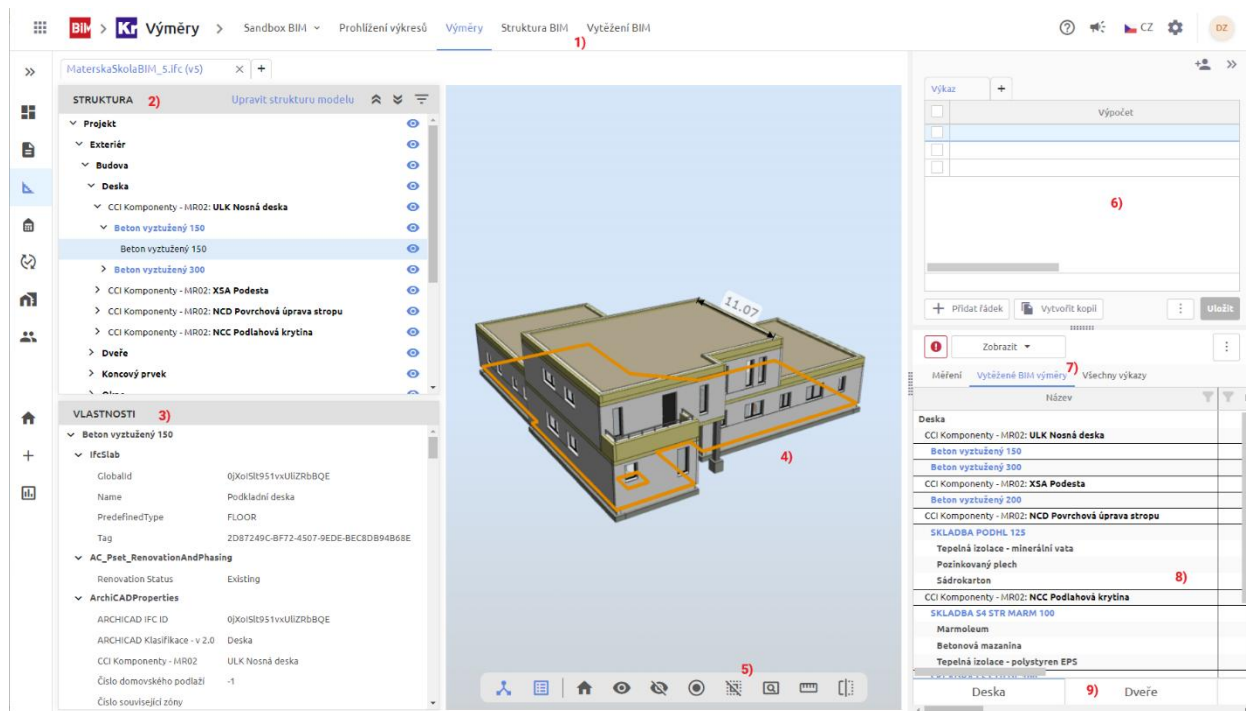 BIM > Kr Výměry > Sandbox BIM Prohlížení výkresů Výměry Struktura BIM Vytěžení BIM CZ DZ
1)
MaterskaSkolaBIM_5.ifc (v5) × +
STRUKTURA 2) Upravit strukturu modelu
Projekt
Exteriér
Budova
Deska
CCI Komponenty - MR02: ULK Nosná deska
Beton vyztužený 150
Beton vyztužený 150
Beton vyztužený 300
CCI Komponenty - MR02: XSA Podesta
CCI Komponenty - MR02: NCD Povrchová úprava stropu
CCI Komponenty - MR02: NCC Podlahová krytina
Dveře
Koncový prvek
VLASTNOSTI 3)
Beton vyztužený 150
IfcSlab
GlobalId 0jXoISlt951vxUliZRbBQE
Name Podkladní deska
PredefinedType FLOOR
Tag 2D87249C-BF72-4507-9EDE-BEC8DB94B68E
AC_Pset_RenovationAndPhasing
Renovation Status Existing
ArchiCADProperties
ARCHICAD IFC ID 0jXoISlt951vxUliZRbBQE
ARCHICAD Klasifikace - v 2.0 Deska
CCI Komponenty - MR02 ULK Nosná deska
Číslo domovského podlaží -1
Číslo související zóny
11.07
4)
5)
Výkaz +
Výpočet
6)
+ Přidat řádek Vytvořit kopii Uložit
Zobrazit
7)
Měření Vytěžené BIM výměry Všechny výkazy
Název
Deska
CCI Komponenty - MR02: ULK Nosná deska
Beton vyztužený 150
Beton vyztužený 300
CCI Komponenty - MR02: XSA Podesta
Beton vyztužený 200
CCI Komponenty - MR02: NCD Povrchová úprava stropu
SKLADBA PODHL 125
Tepelná izolace - minerální vata
Pozinkovaný plech
Sádrokarton
8)
CCI Komponenty - MR02: NCC Podlahová krytina
SKLADBA S4 STR MARM 100
Marmoleum
Betonová mazanina
Tepelná izolace - polystyren EPS
Deska 9) Dveře